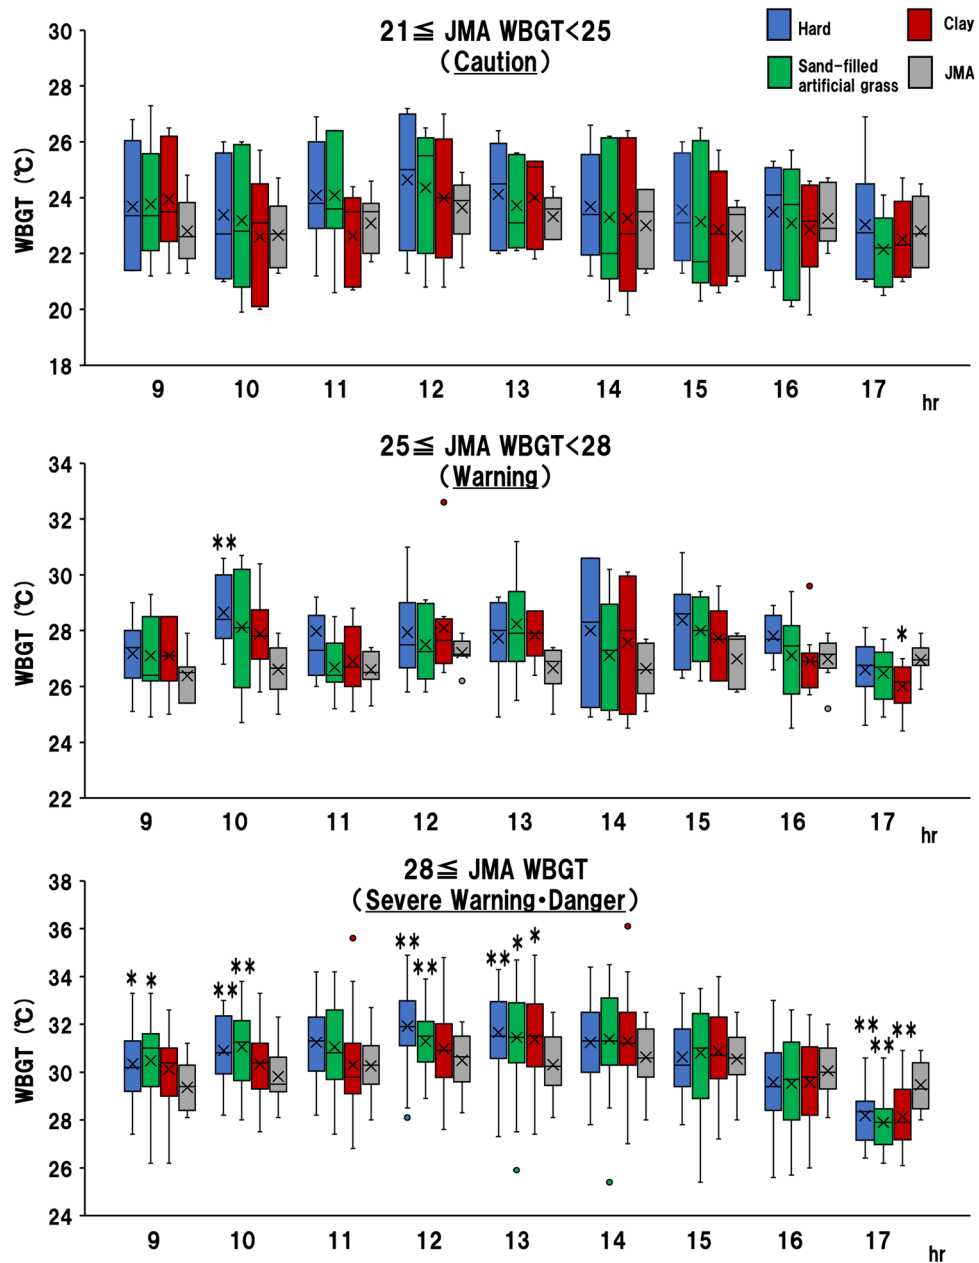 21≦ JMA WBGT<25
(Caution)
Hard
Clay
Sand-filled
artificial grass
JMA
WBGT (℃)
30
28
26
24
22
20
18
9 10 11 12 13 14 15 16 17
hr
25≦ JMA WBGT<28
(Warning)
WBGT (℃)
34
32
30
28
26
24
22
** *
9 10 11 12 13 14 15 16 17
hr
28≦ JMA WBGT
(Severe Warning・Danger)
WBGT (℃)
38
36
34
32
30
28
26
24
* * ** ** ** ** ** * * ** ** **
9 10 11 12 13 14 15 16 17
hr